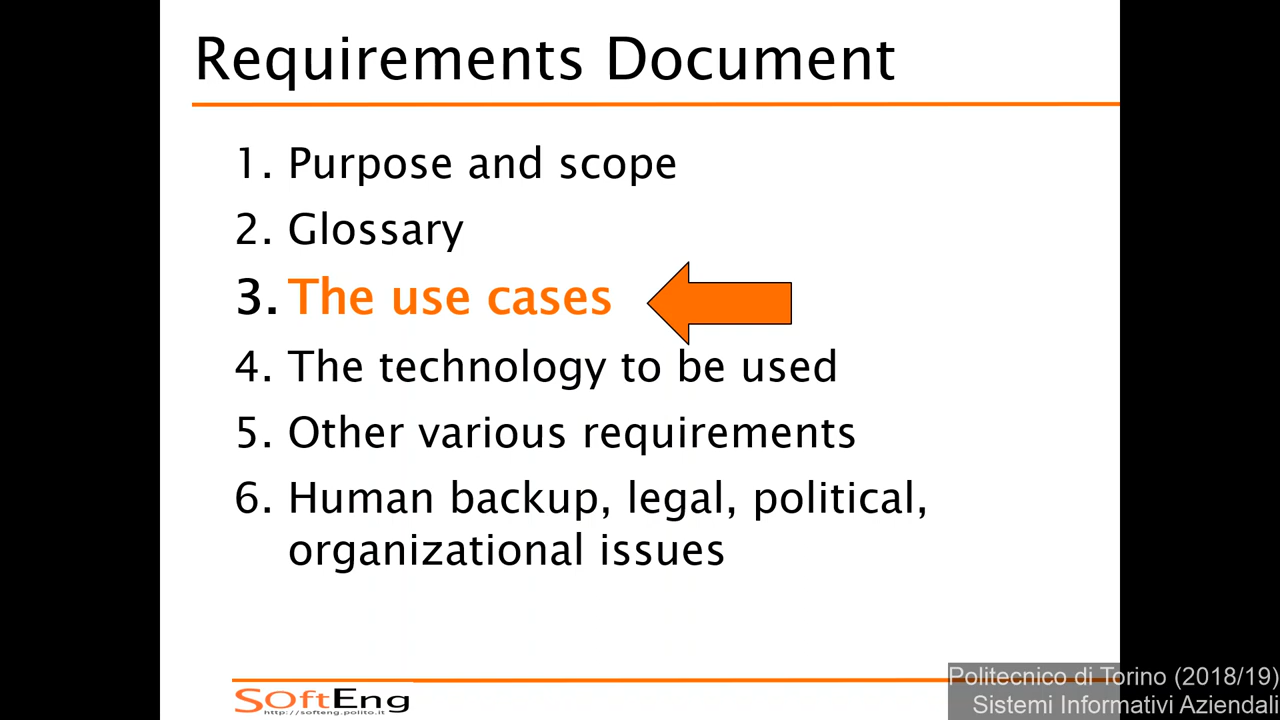 Requirements Document
1. Purpose and scope
2. Glossary
3. The use cases
4. The technology to be used
5. Other various requirements
6. Human backup, legal, political,
organizational issues
SoftEng
http://softeng.polito.it
Politecnico di Torino (2018/19)
Sistemi Informativi Aziendali